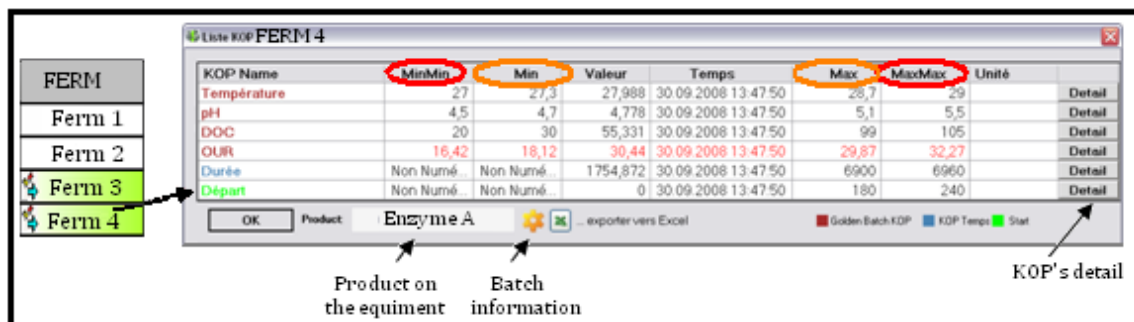 Liste KOP FERM 4
FERM
Ferm 1
Ferm 2
Ferm 3
Ferm 4
KOP Name MinMin Min Valeur Temps Max MaxMax Unité
Température 27 27,3 27,988 30.09.2008 13:47:50 28,7 29 Detail
pH 4,5 4,7 4,778 30.09.2008 13:47:50 5,1 5,5 Detail
DOC 20 30 55,331 30.09.2008 13:47:50 99 105 Detail
OUR 16,42 18,12 30,44 30.09.2008 13:47:50 29,87 32,27 Detail
Durée Non Numé... Non Numé... 1754,872 30.09.2008 13:47:50 6900 6960 Detail
Départ Non Numé... Non Numé... 0 30.09.2008 13:47:50 180 240 Detail
OK Product Enzyme A ... exporter vers Excel Golden Batch KOP KOP Temps Start
Product on
the equiment
Batch
information
KOP's detail